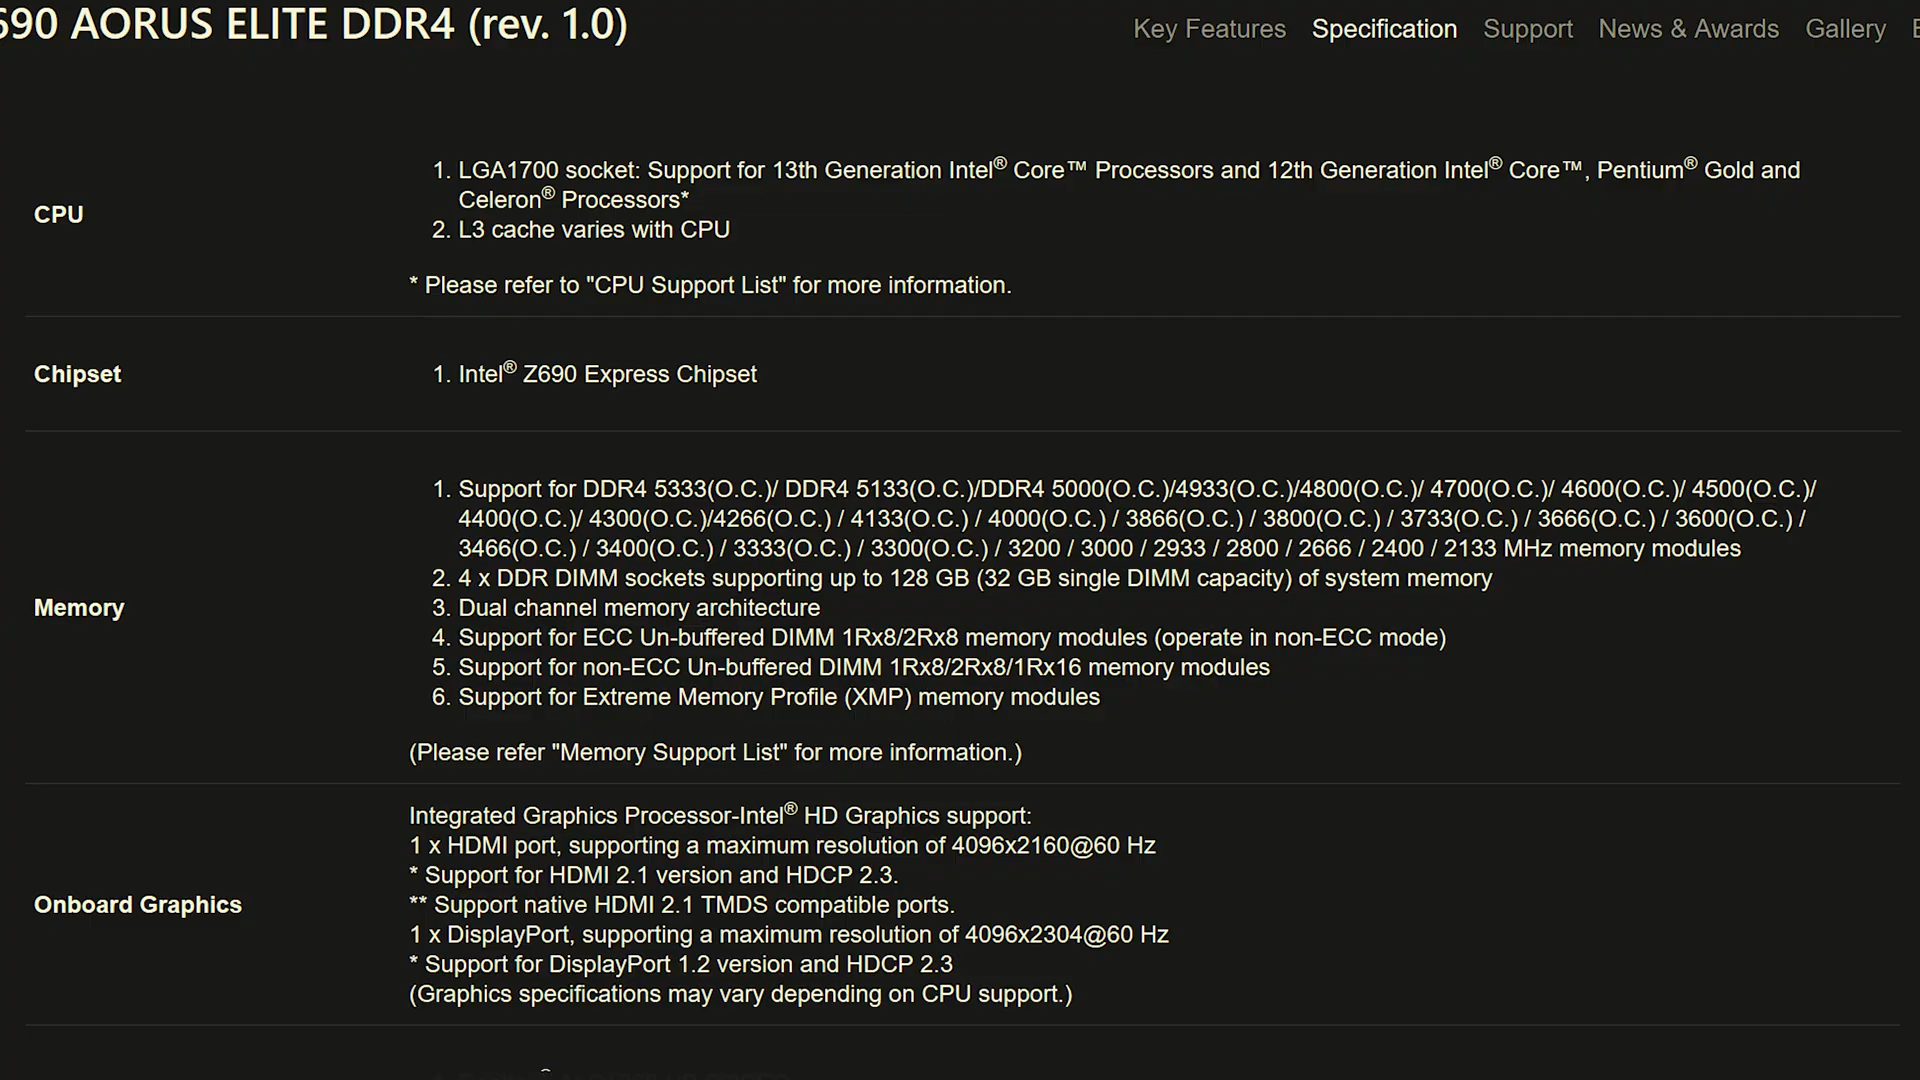 690 AORUS ELITE DDR4 (rev. 1.0)
Key Features Specification Support News & Awards Gallery
CPU
1. LGA1700 socket: Support for 13th Generation Intel® Core™ Processors and 12th Generation Intel® Core™, Pentium® Gold and
Celeron® Processors*
2. L3 cache varies with CPU
* Please refer to "CPU Support List" for more information.
Chipset
1. Intel® Z690 Express Chipset
Memory
1. Support for DDR4 5333(O.C.)/ DDR4 5133(O.C.)/DDR4 5000(O.C.)/4933(O.C.)/4800(O.C.)/ 4700(O.C.)/ 4600(O.C.)/ 4500(O.C.)/
4400(O.C.)/ 4300(O.C.)/4266(O.C.) / 4133(O.C.) / 4000(O.C.) / 3866(O.C.) / 3800(O.C.) / 3733(O.C.) / 3666(O.C.) / 3600(O.C.) /
3466(O.C.) / 3400(O.C.) / 3333(O.C.) / 3300(O.C.) / 3200 / 3000 / 2933 / 2800 / 2666 / 2400 / 2133 MHz memory modules
2. 4 x DDR DIMM sockets supporting up to 128 GB (32 GB single DIMM capacity) of system memory
3. Dual channel memory architecture
4. Support for ECC Un-buffered DIMM 1Rx8/2Rx8 memory modules (operate in non-ECC mode)
5. Support for non-ECC Un-buffered DIMM 1Rx8/2Rx8/1Rx16 memory modules
6. Support for Extreme Memory Profile (XMP) memory modules
(Please refer "Memory Support List" for more information.)
Onboard Graphics
Integrated Graphics Processor-Intel® HD Graphics support:
1 x HDMI port, supporting a maximum resolution of 4096x2160@60 Hz
* Support for HDMI 2.1 version and HDCP 2.3.
** Support native HDMI 2.1 TMDS compatible ports.
1 x DisplayPort, supporting a maximum resolution of 4096x2304@60 Hz
* Support for DisplayPort 1.2 version and HDCP 2.3
(Graphics specifications may vary depending on CPU support.)